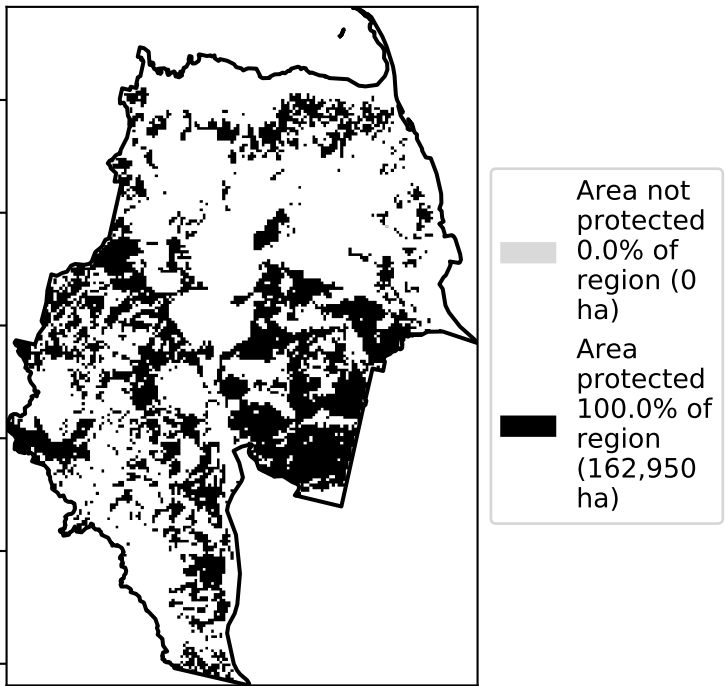 Area not
protected
0.0% of
region (0
ha)
Area
protected
100.0% of
region
(162,950
ha)